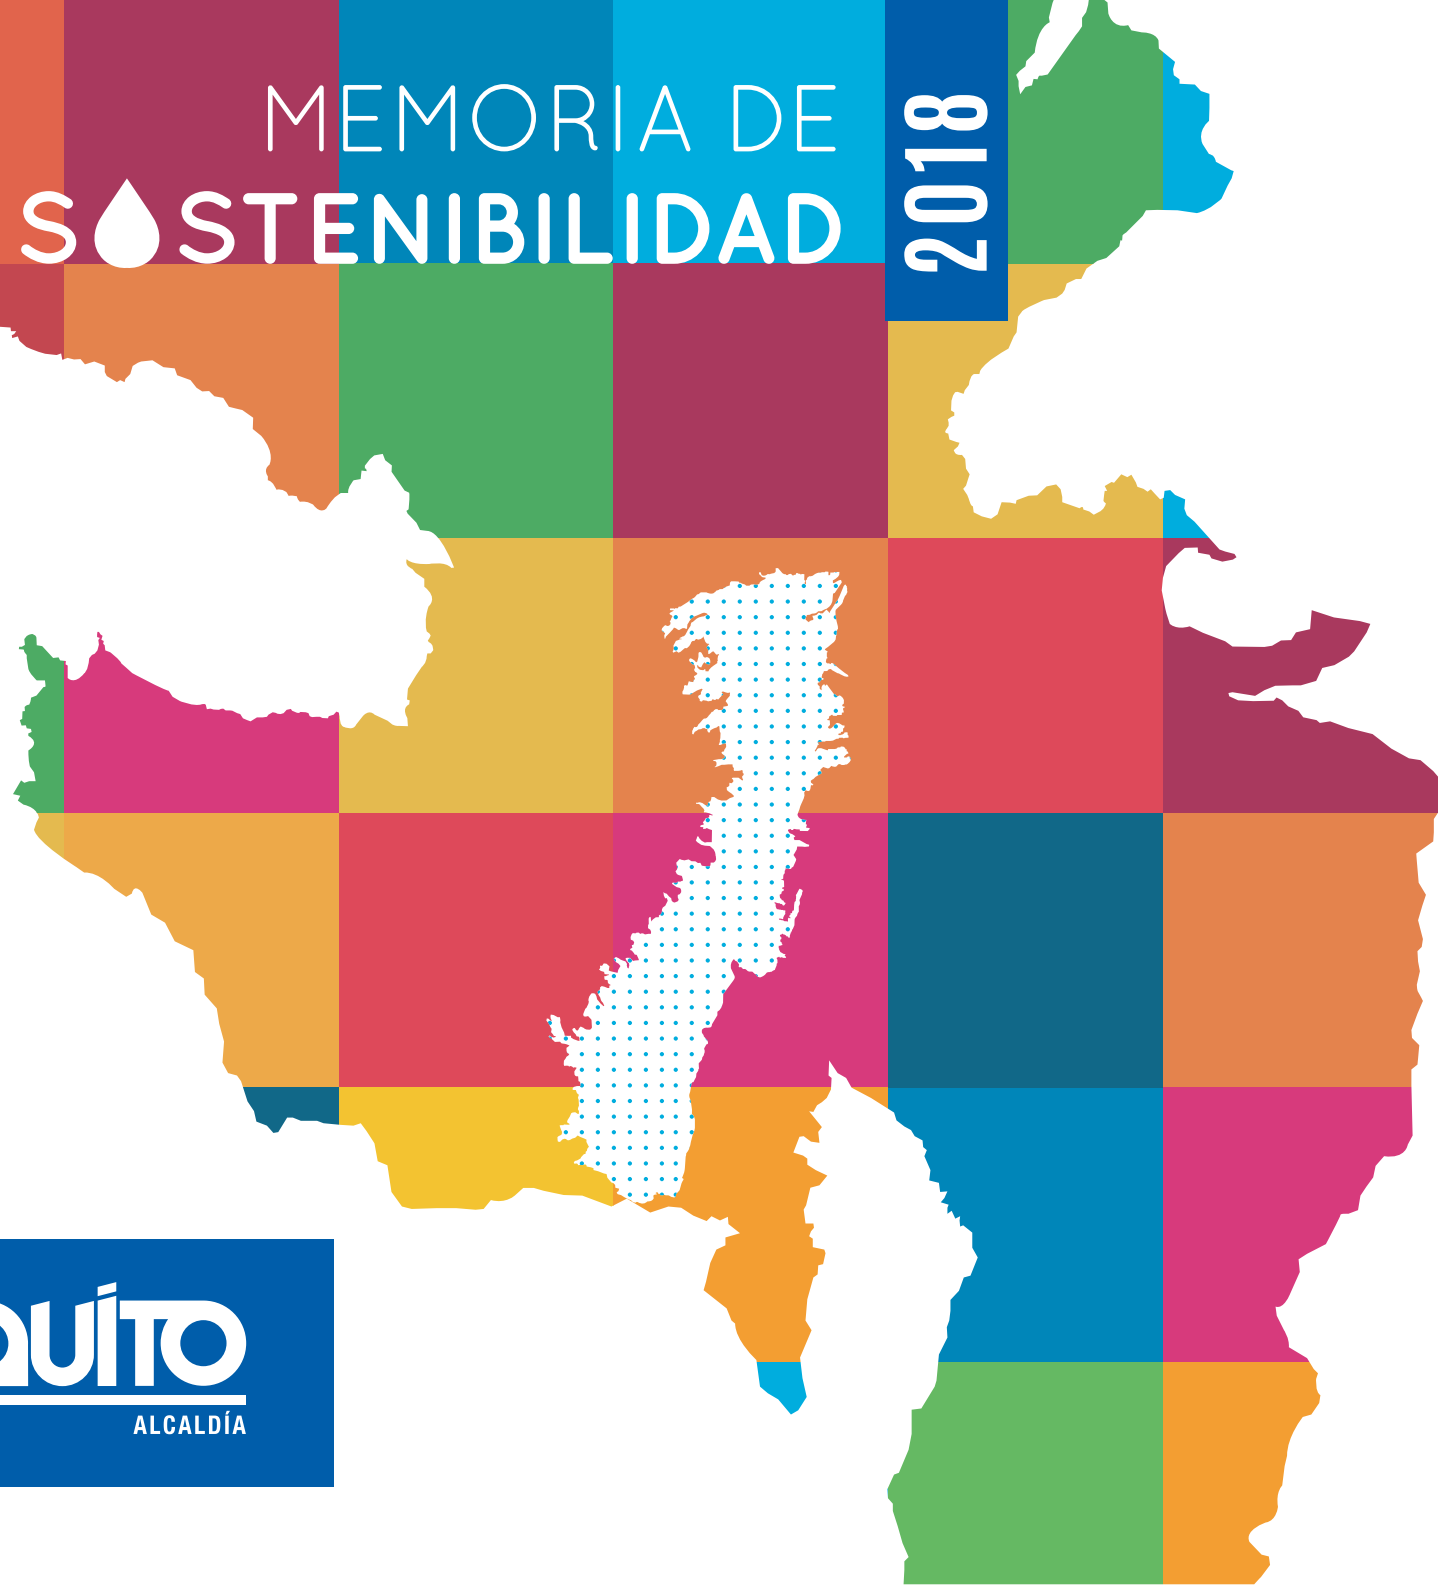 MEMORIA DE
SOSTENIBILIDAD
2018
QUITO
ALCALDÍA